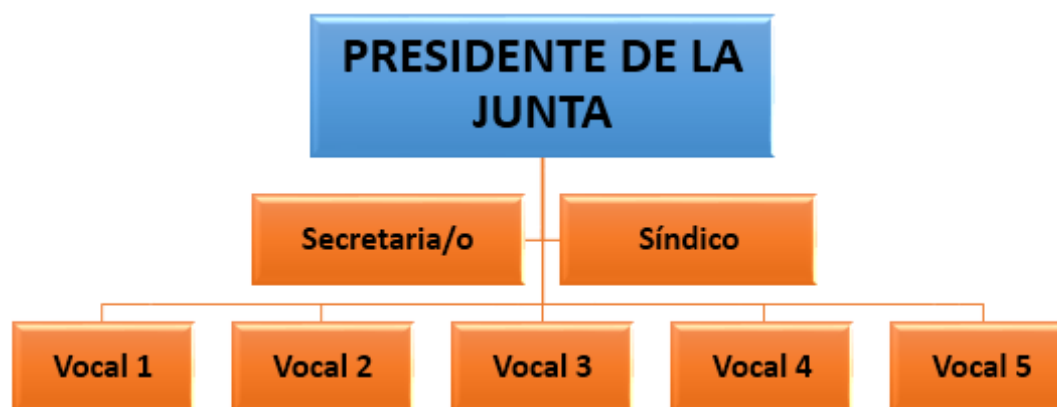 PRESIDENTE DE LA
JUNTA
Secretaria/o
Síndico
Vocal 1
Vocal 2
Vocal 3
Vocal 4
Vocal 5